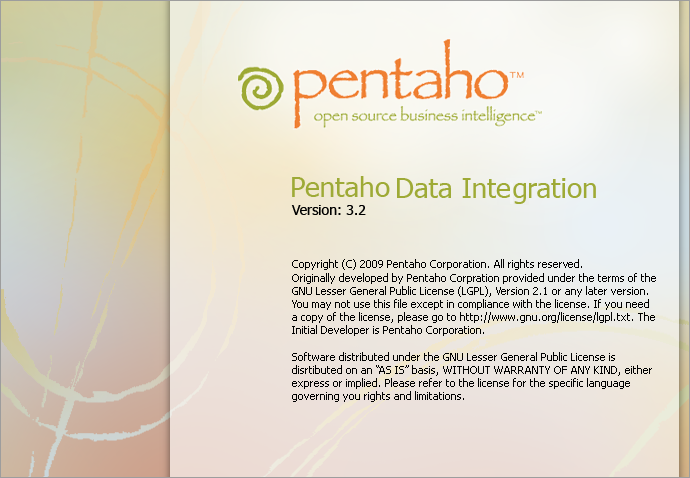 pentaho™
open source business intelligence™
Pentaho Data Integration
Version: 3.2
Copyright (C) 2009 Pentaho Corporation. All rights reserved.
Originally developed by Pentaho Corpration provided under the terms of the
GNU Lesser General Public License (LGPL), Version 2.1 or any later version.
You may not use this file except in compliance with the license. If you need
a copy of the license, please go to http://www.gnu.org/license/lgpl.txt. The
Initial Developer is Pentaho Corporation.
Software distributed under the GNU Lesser General Public License is
disrtibuted on an "AS IS" basis, WITHOUT WARRANTY OF ANY KIND, either
express or implied. Please refer to the license for the specific language
governing you rights and limitations.